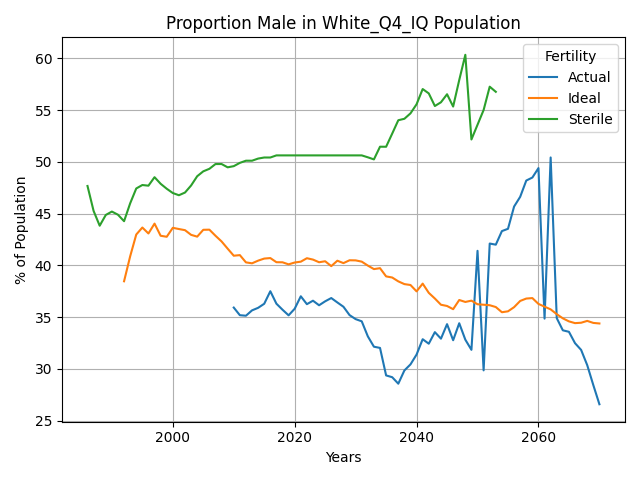 Proportion Male in White_Q4_IQ Population
Fertility
Actual
Ideal
Sterile
% of Population
60
55
50
45
40
35
30
25
2000
2020
2040
2060
Years